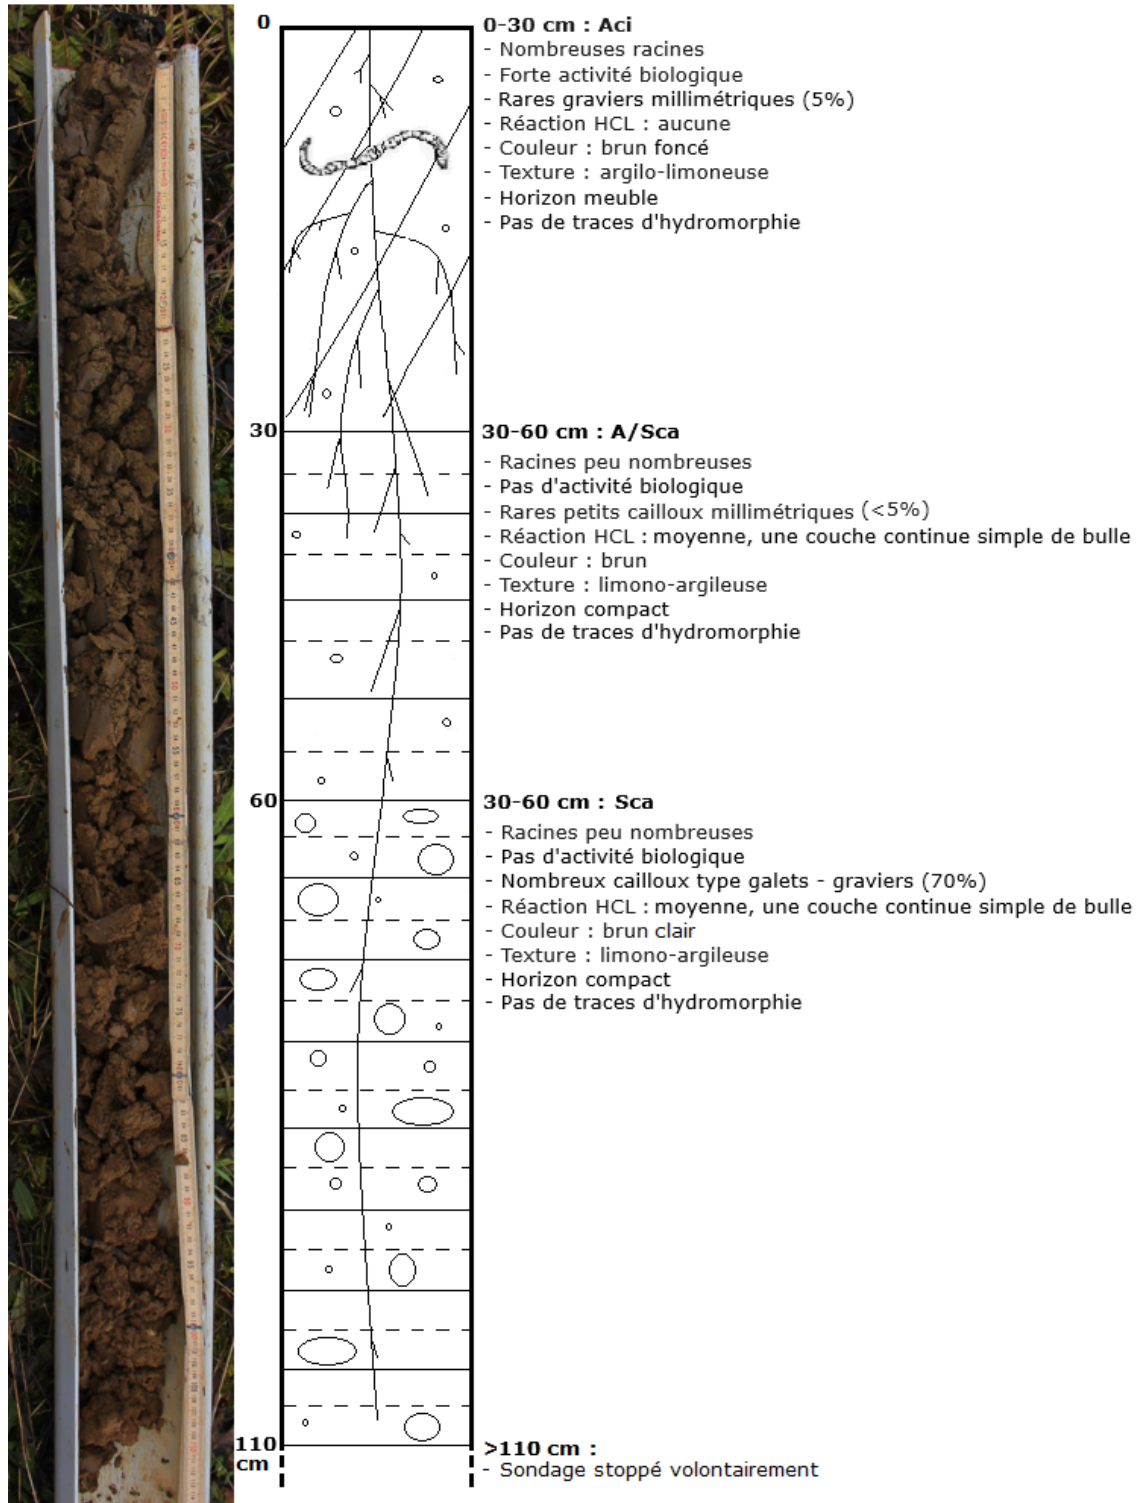 0
0-30 cm : Aci
- Nombreuses racines
- Forte activité biologique
- Rares graviers millimétriques (5%)
- Réaction HCL : aucune
- Couleur : brun foncé
- Texture : argilo-limoneuse
- Horizon meuble
- Pas de traces d'hydromorphie
30
30-60 cm : A/Sca
- Racines peu nombreuses
- Pas d'activité biologique
- Rares petits cailloux millimétriques (<5%)
- Réaction HCL : moyenne, une couche continue simple de bulle
- Couleur : brun
- Texture : limono-argileuse
- Horizon compact
- Pas de traces d'hydromorphie
60
30-60 cm : Sca
- Racines peu nombreuses
- Pas d'activité biologique
- Nombreux cailloux type galets - graviers (70%)
- Réaction HCL : moyenne, une couche continue simple de bulle
- Couleur : brun clair
- Texture : limono-argileuse
- Horizon compact
- Pas de traces d'hydromorphie
110
cm
>110 cm :
- Sondage stoppé volontairement